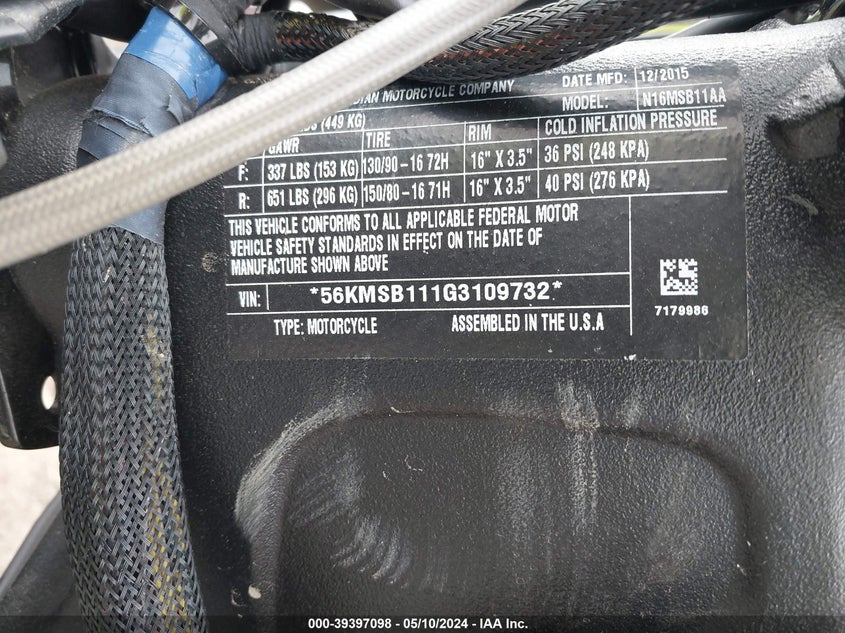 MOTORCYCLE COMPANY DATE MFD: 12/2015
MODEL: N16MSB11AA
(449 KG)
GAWR TIRE RIM COLD INFLATION PRESSURE
F: 337 LBS (153 KG) 130/90-16 72H 16" X 3.5" 36 PSI (248 KPA)
R: 651 LBS (296 KG) 150/80-16 71H 16" X 3.5" 40 PSI (276 KPA)
THIS VEHICLE CONFORMS TO ALL APPLICABLE FEDERAL MOTOR
VEHICLE SAFETY STANDARDS IN EFFECT ON THE DATE OF
MANUFACTURE SHOWN ABOVE
VIN: *56KMSB111G3109732*
7179986
TYPE: MOTORCYCLE ASSEMBLED IN THE U.S.A
000-39397098 - 05/10/2024 - IAA Inc.